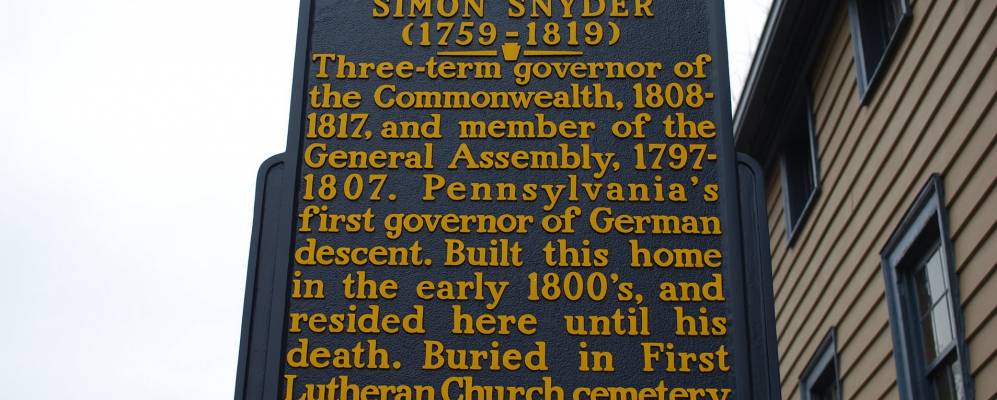 SIMON SNYDER
(1759-1819)
Three-term governor of
the Commonwealth, 1808-
1817, and member of the
General Assembly, 1797-
1807. Pennsylvania's
first governor of German
descent. Built this home
in the early 1800's, and
resided here until his
death. Buried in First
Lutheran Church cemetery